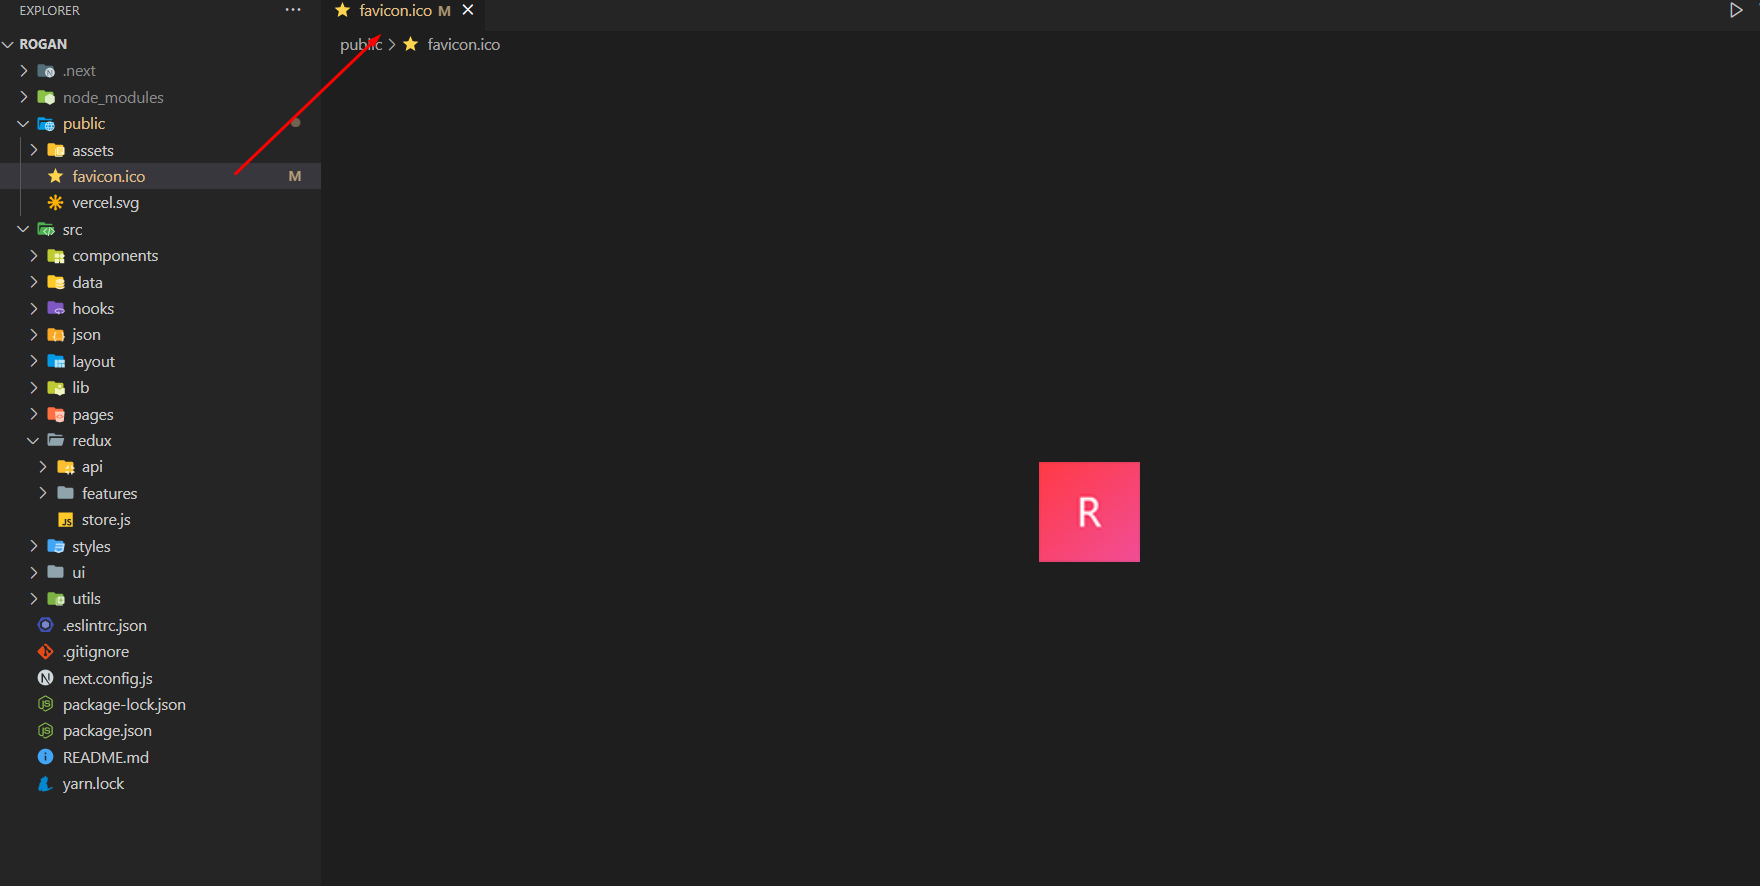 EXPLORER
ROGAN
.next
node_modules
public
assets
favicon.ico M
vercel.svg
src
components
data
hooks
json
layout
lib
pages
redux
api
features
store.js
styles
ui
utils
.eslintrc.json
.gitignore
next.config.js
package-lock.json
package.json
README.md
yarn.lock
favicon.ico M
public > favicon.ico
R